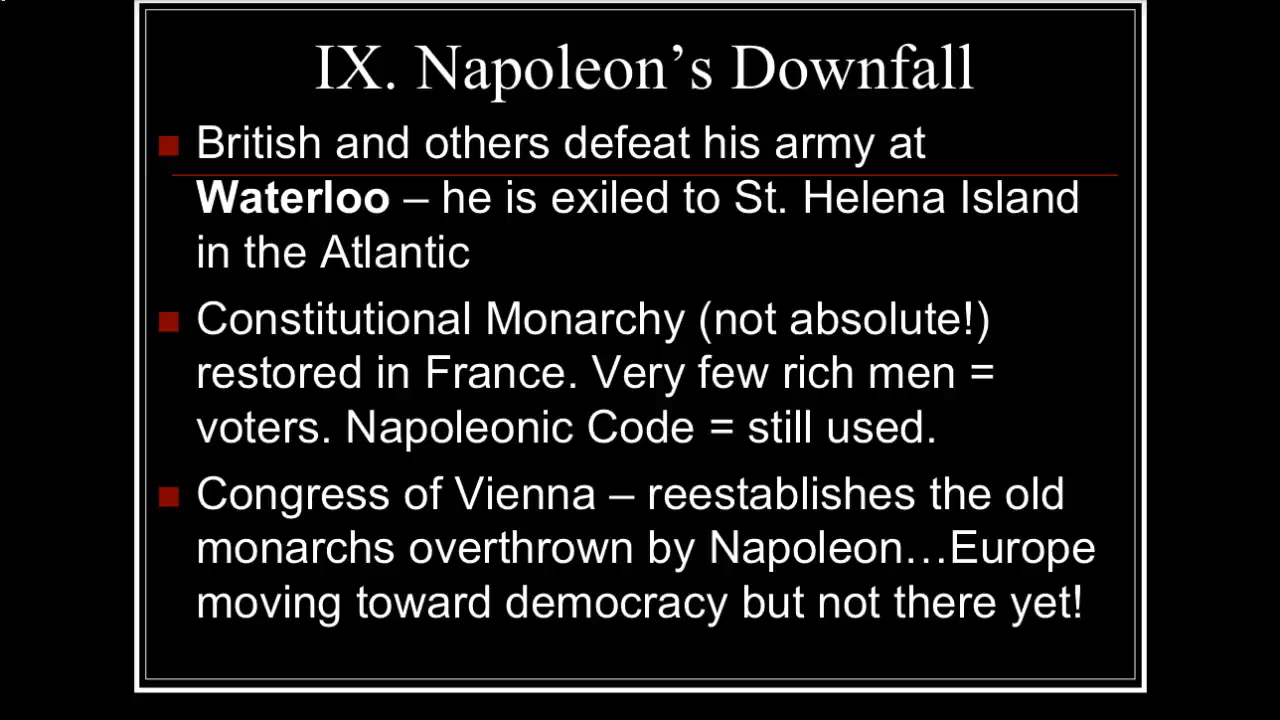 IX. Napoleon’s Downfall
British and others defeat his army at
Waterloo – he is exiled to St. Helena Island
in the Atlantic
Constitutional Monarchy (not absolute!)
restored in France. Very few rich men =
voters. Napoleonic Code = still used.
Congress of Vienna – reestablishes the old
monarchs overthrown by Napoleon…Europe
moving toward democracy but not there yet!